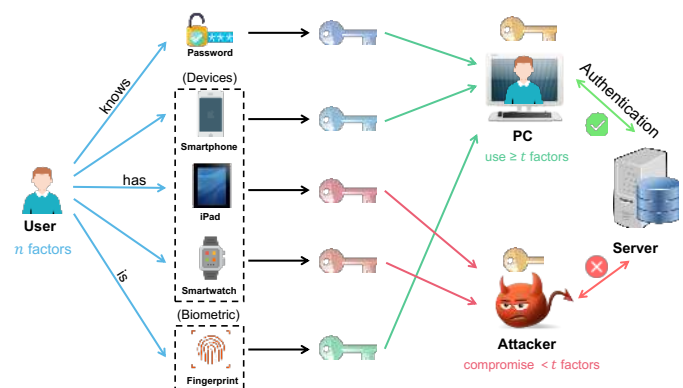 Password
(Devices)
knows
Smartphone
has
iPad
User
n factors
is
Smartwatch
(Biometric)
Fingerprint
PC
use ≥ t factors
Authentication
Server
Attacker
compromise < t factors